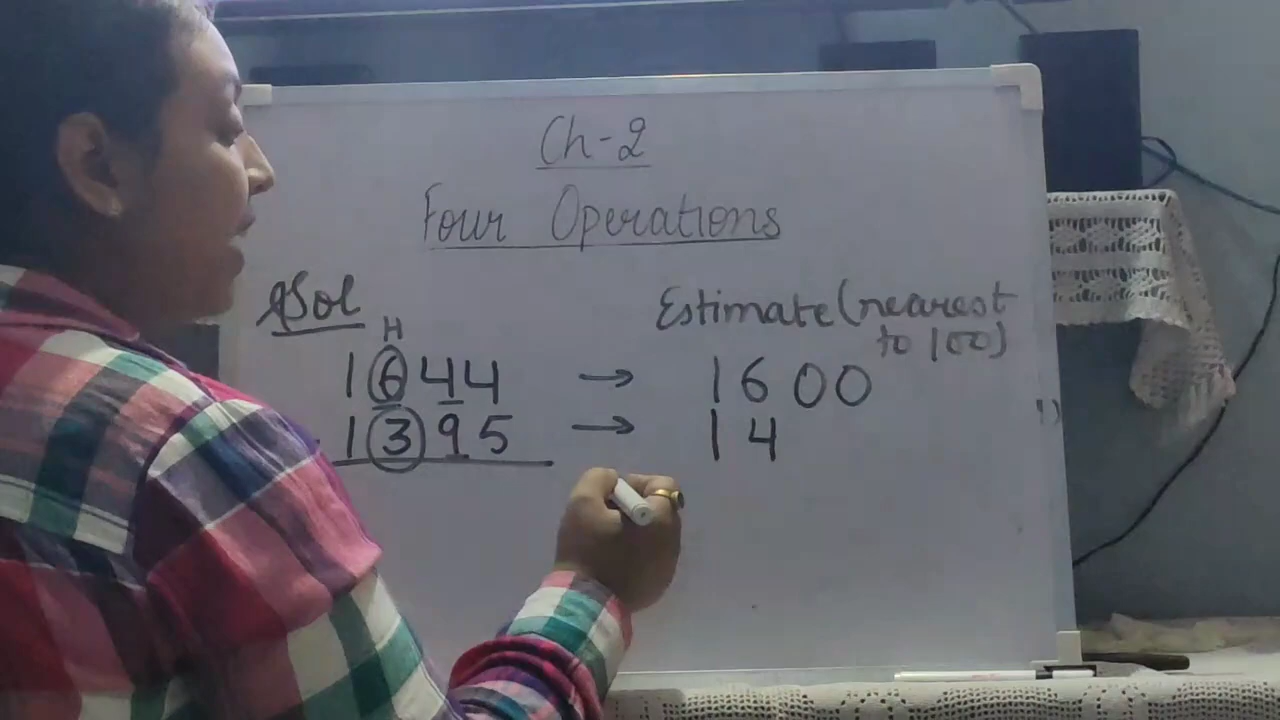 Ch-2
Four Operations
Sol
Estimate (nearest
to 100)
H
1644 → 1600
1395 → 14